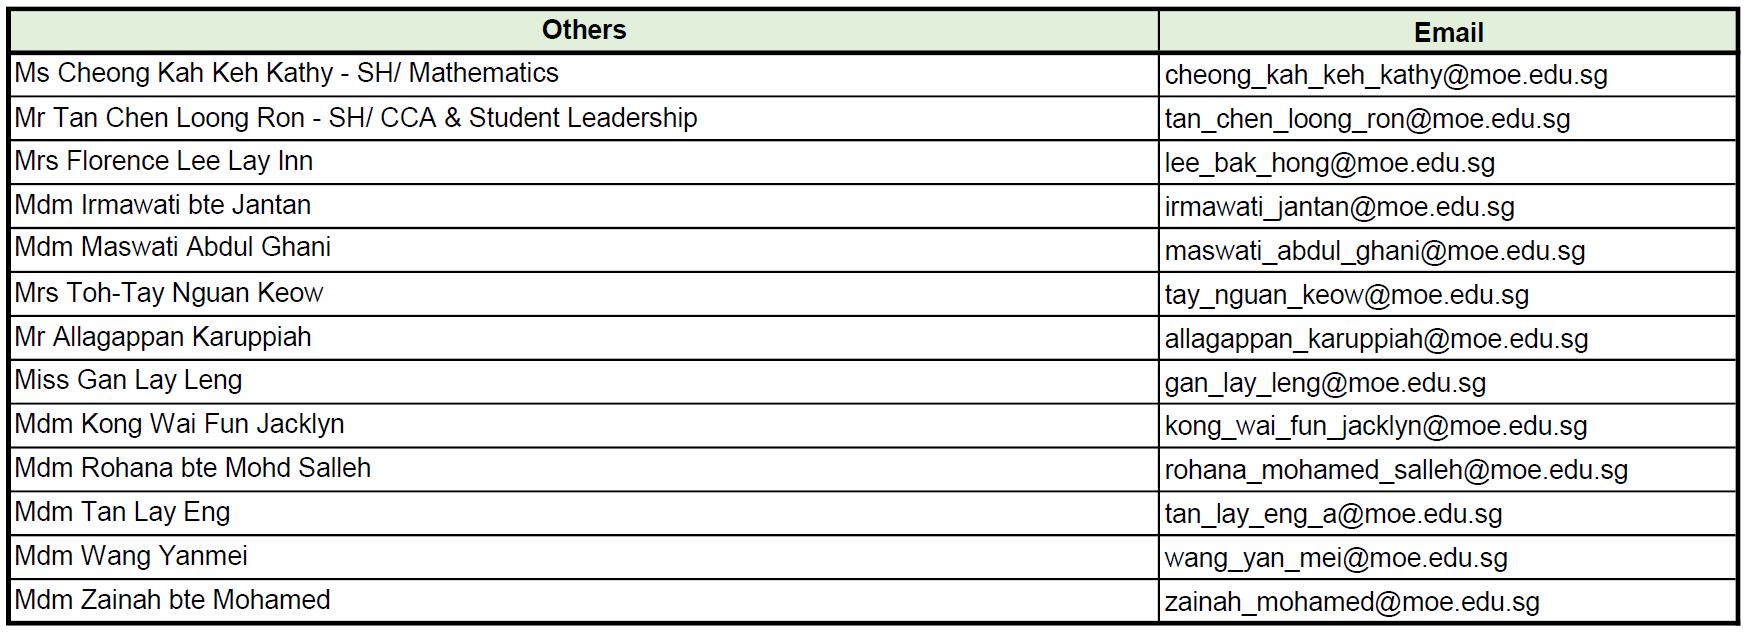 Others Email
Ms Cheong Kah Keh Kathy - SH/ Mathematics cheong_kah_keh_kathy@moe.edu.sg
Mr Tan Chen Loong Ron - SH/ CCA & Student Leadership tan_chen_loong_ron@moe.edu.sg
Mrs Florence Lee Lay Inn lee_bak_hong@moe.edu.sg
Mdm Irmawati bte Jantan irmawati_jantan@moe.edu.sg
Mdm Maswati Abdul Ghani maswati_abdul_ghani@moe.edu.sg
Mrs Toh-Tay Nguan Keow tay_nguan_keow@moe.edu.sg
Mr Allagappan Karuppiah allagappan_karuppiah@moe.edu.sg
Miss Gan Lay Leng gan_lay_leng@moe.edu.sg
Mdm Kong Wai Fun Jacklyn kong_wai_fun_jacklyn@moe.edu.sg
Mdm Rohana bte Mohd Salleh rohana_mohamed_salleh@moe.edu.sg
Mdm Tan Lay Eng tan_lay_eng_a@moe.edu.sg
Mdm Wang Yanmei wang_yan_mei@moe.edu.sg
Mdm Zainah bte Mohamed zainah_mohamed@moe.edu.sg